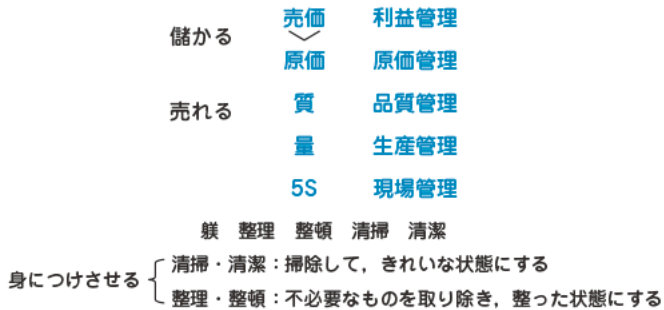 儲かる 売価 利益管理
原価 原価管理
売れる 質 品質管理
量 生産管理
5S 現場管理
躾 整理 整頓 清掃 清潔
身につけさせる
清掃・清潔：掃除して，きれいな状態にする
整理・整頓：不必要なものを取り除き，整った状態にする